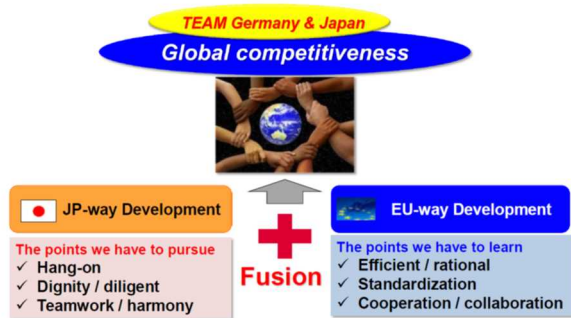 TEAM Germany & Japan
Global competitiveness
JP-way Development
EU-way Development
The points we have to pursue
✓ Hang-on
✓ Dignity / diligent
✓ Teamwork / harmony
Fusion
The points we have to learn
✓ Efficient / rational
✓ Standardization
✓ Cooperation / collaboration